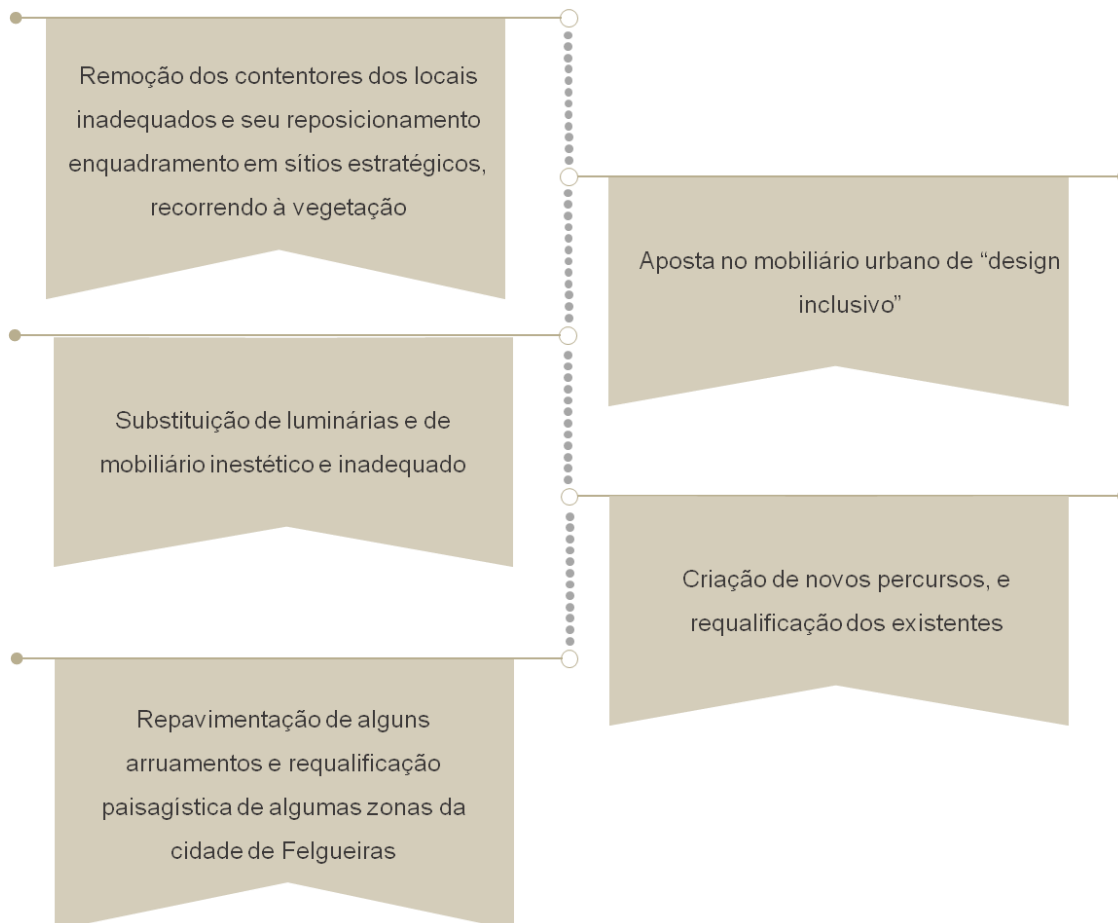 Remoção dos contentores dos locais
inadequados e seu reposicionamento
enquadramento em sítios estratégicos,
recorrendo à vegetação
Aposta no mobiliário urbano de “design
inclusivo”
Substituição de luminárias e de
mobiliário inestético e inadequado
Criação de novos percursos, e
requalificação dos existentes
Repavimentação de alguns
arruamentos e requalificação
paisagística de algumas zonas da
cidade de Felgueiras